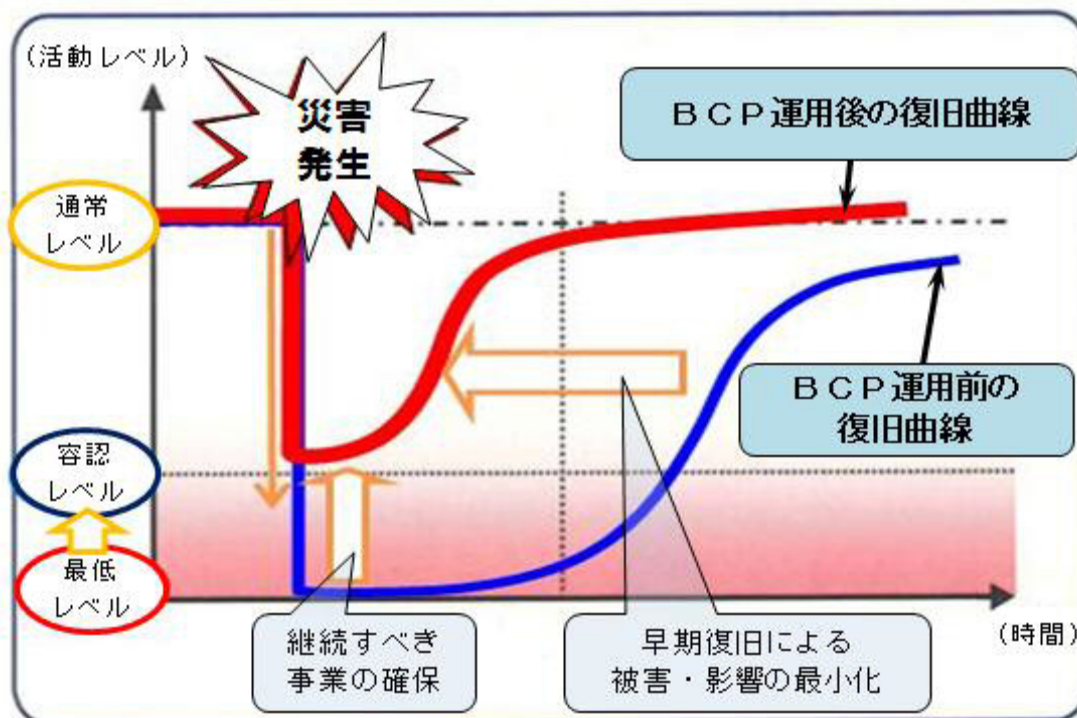 (活動レベル)
災害
発生
BCP運用後の復旧曲線
通常
レベル
BCP運用前の
復旧曲線
容認
レベル
最低
レベル
(時間)
継続すべき
事業の確保
早期復旧による
被害・影響の最小化